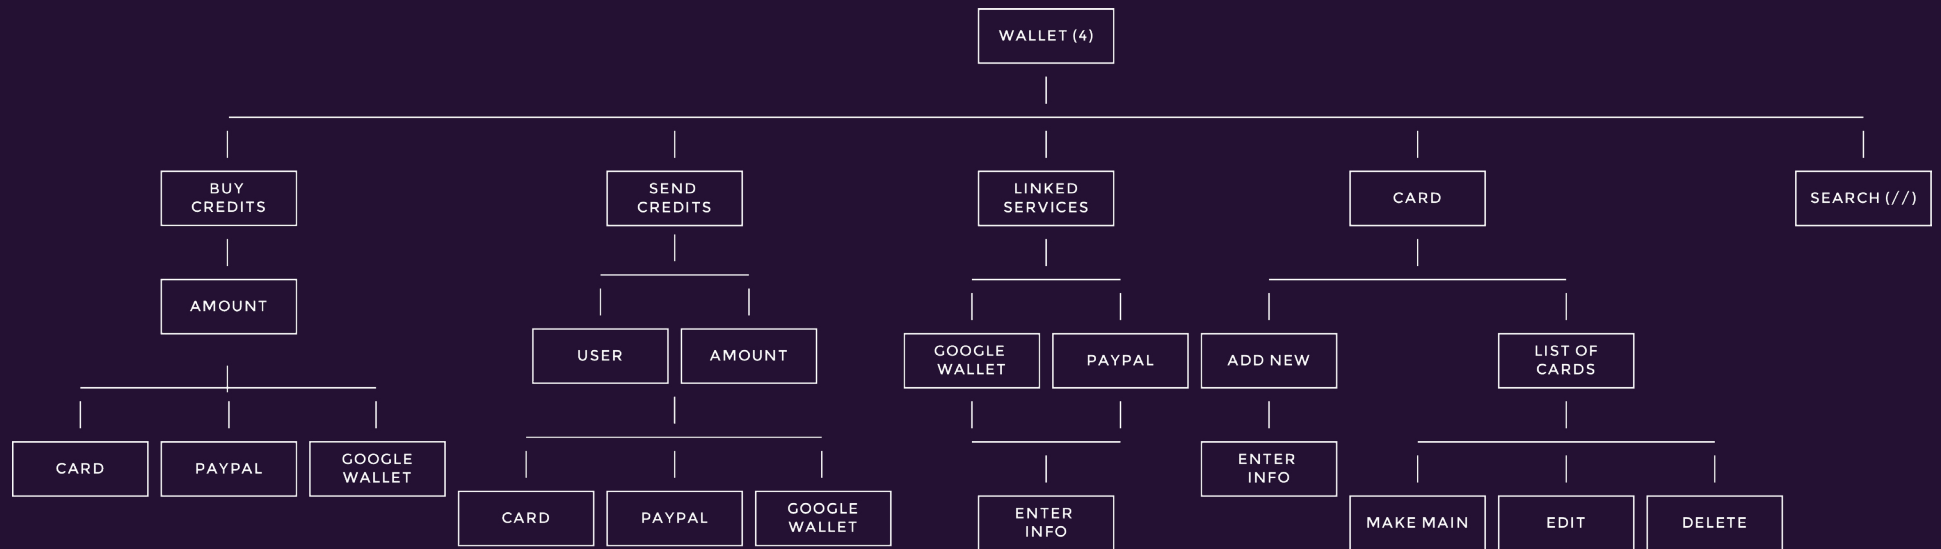 WALLET (4)
BUY
CREDITS
SEND
CREDITS
LINKED
SERVICES
CARD
SEARCH (//)
AMOUNT
USER
AMOUNT
GOOGLE
WALLET
PAYPAL
ADD NEW
LIST OF
CARDS
CARD
PAYPAL
GOOGLE
WALLET
CARD
PAYPAL
GOOGLE
WALLET
ENTER
INFO
ENTER
INFO
MAKE MAIN
EDIT
DELETE